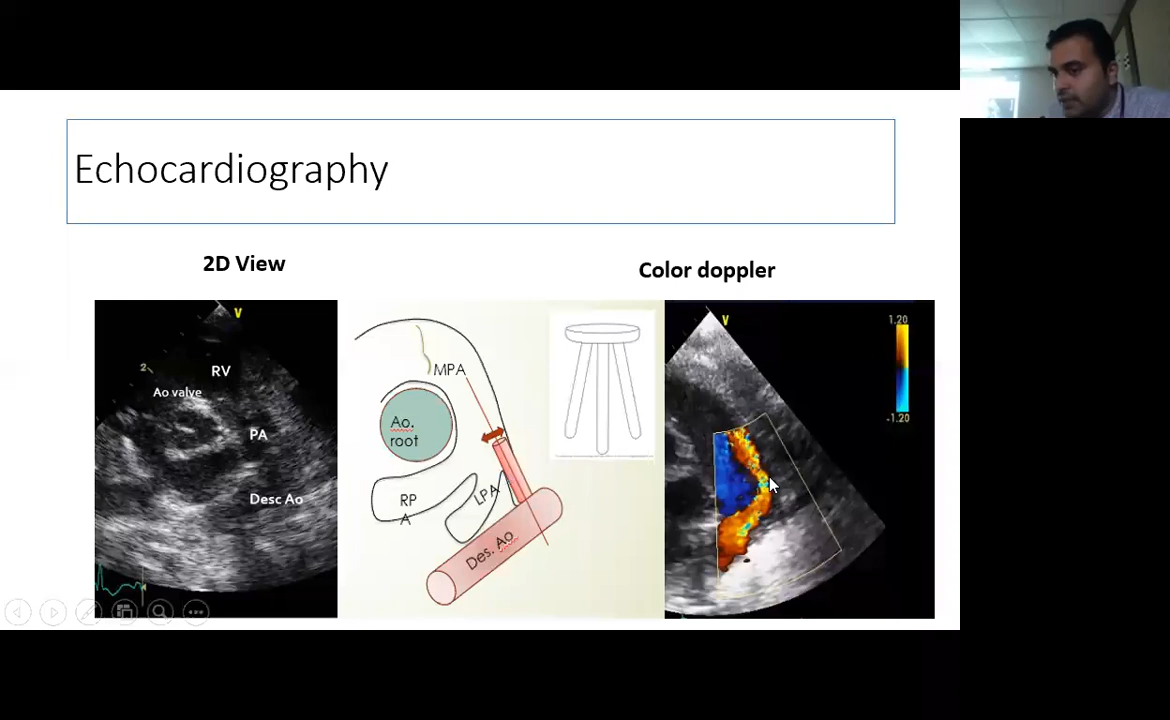 Echocardiography
2D View
Color doppler
V
2
RV
Ao valve
PA
Desc Ao
MPA
Ao.
root
RP
A
LPA
Des. Ao.
V
1.20
-1.20